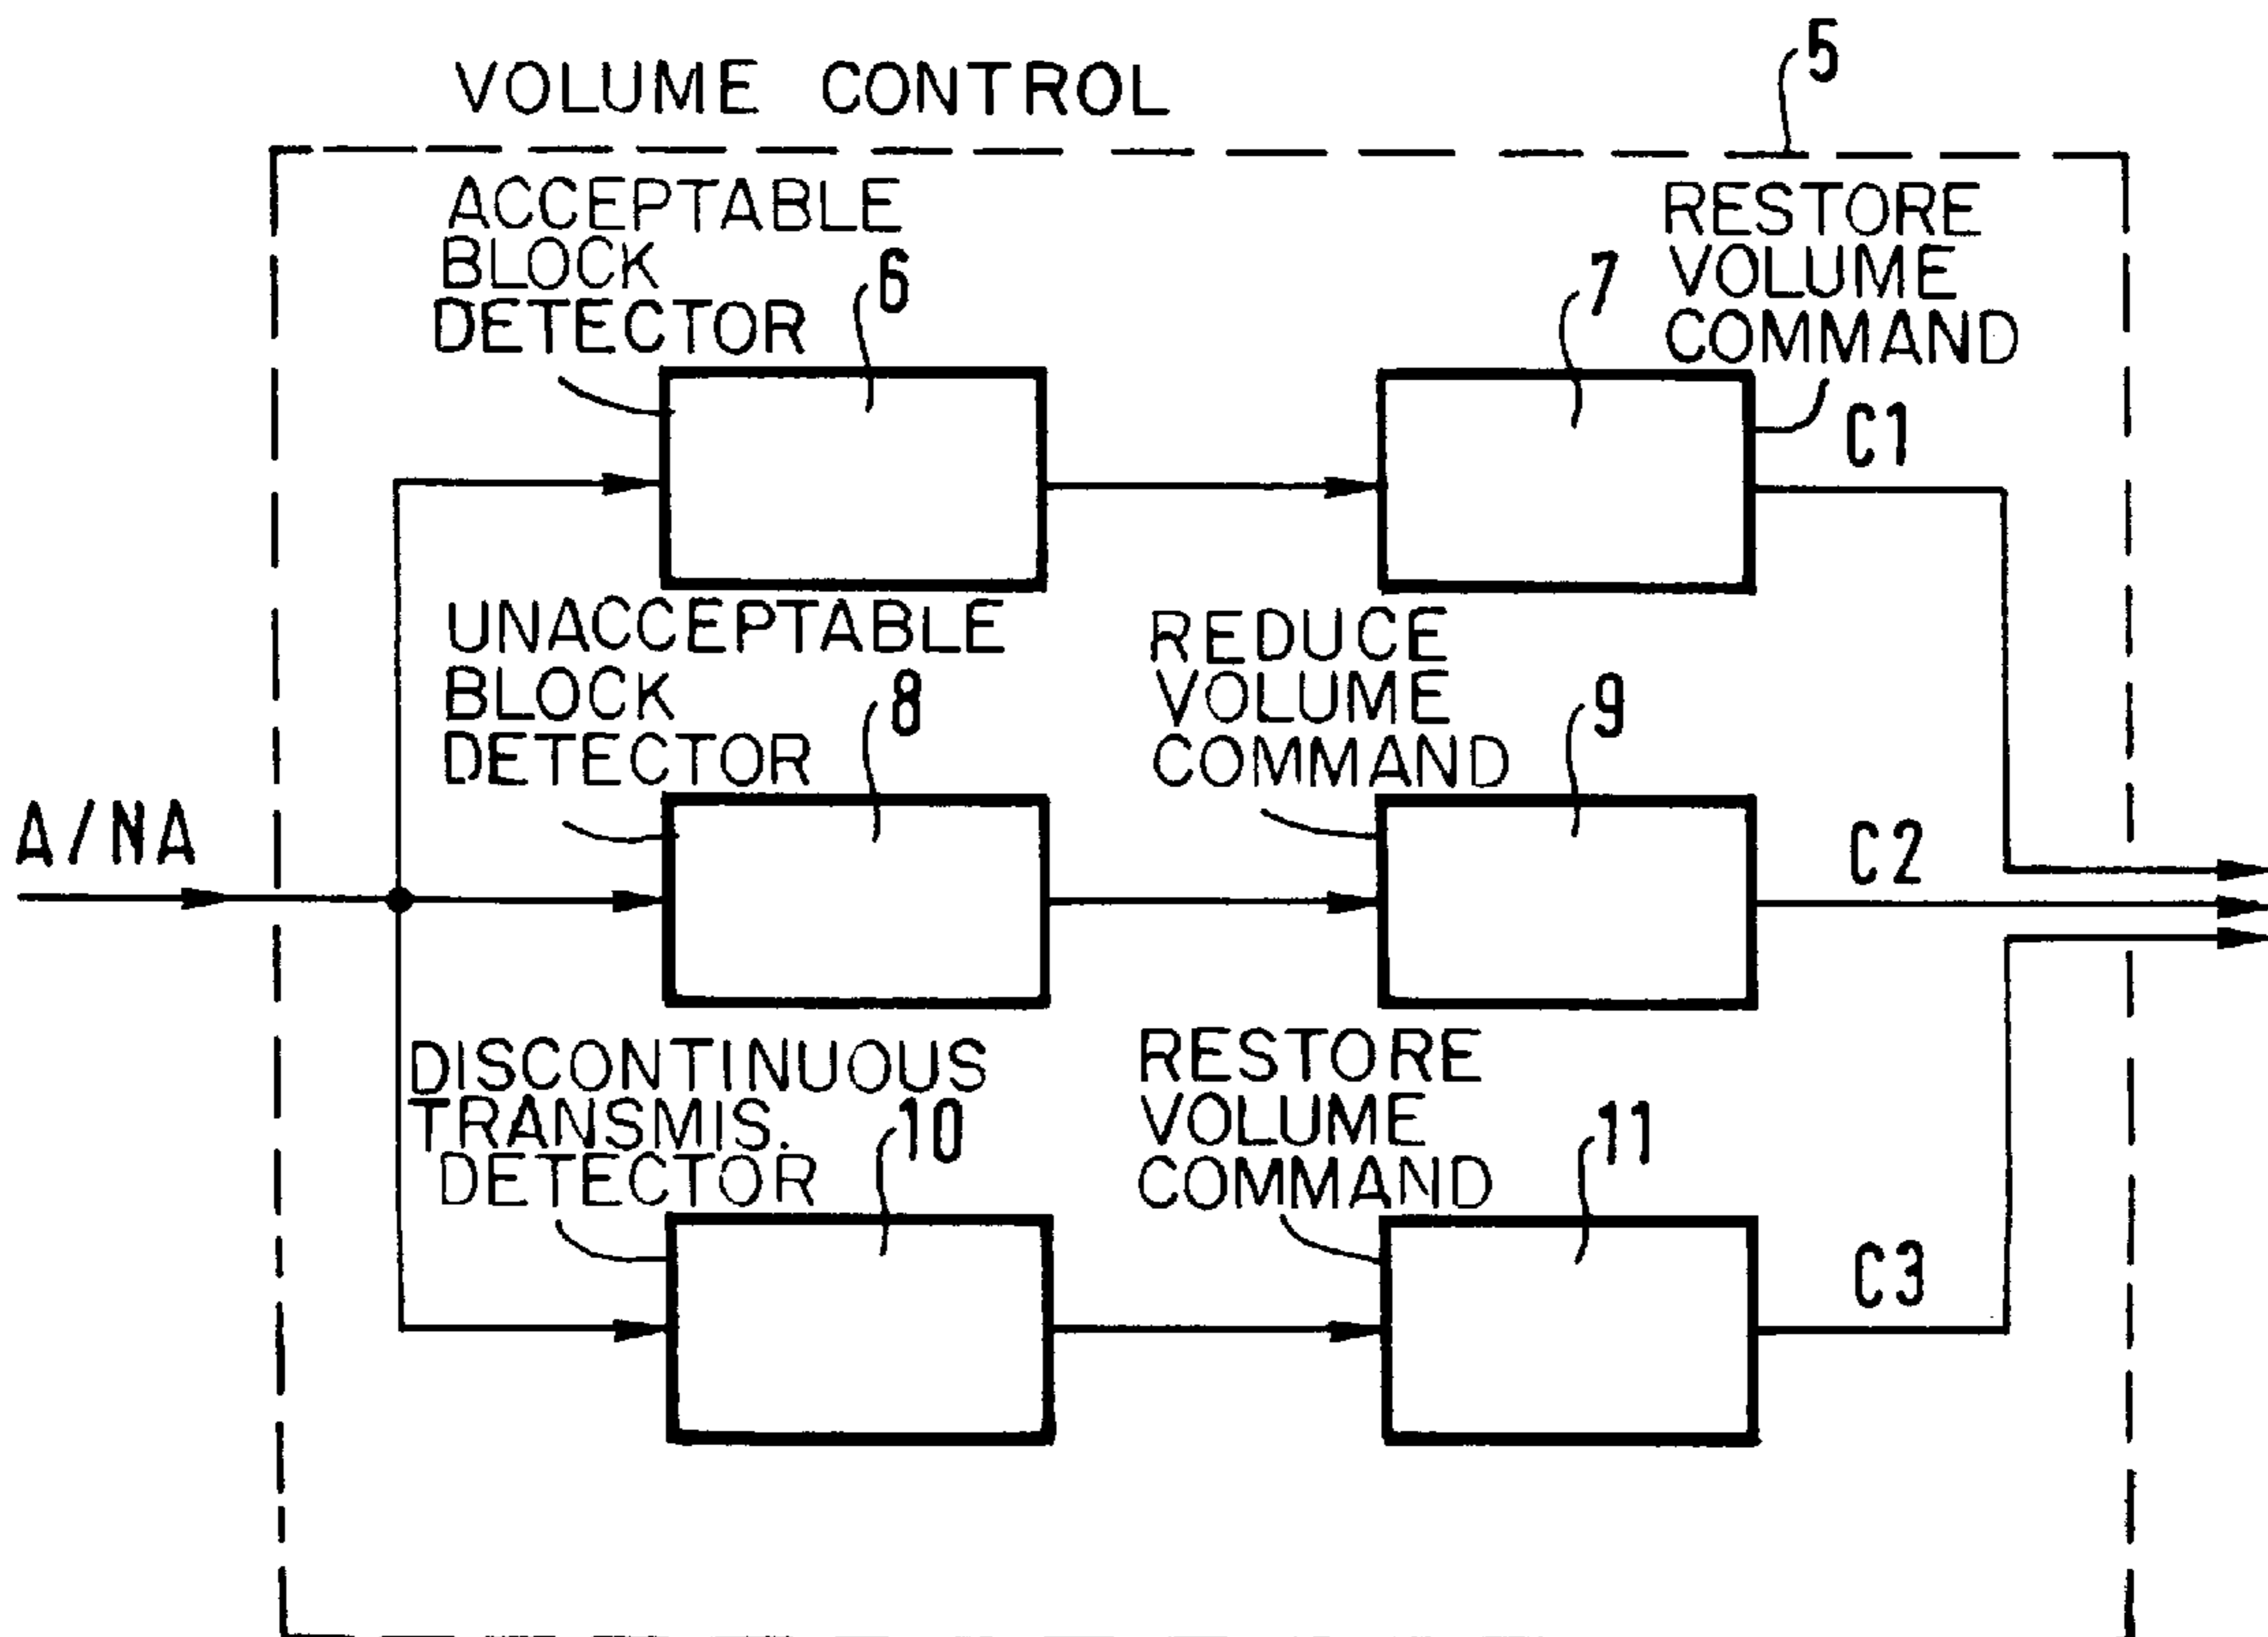 5
VOLUME CONTROL
ACCEPTABLE
BLOCK
DETECTOR
6
7
RESTORE
VOLUME
COMMAND
C1
UNACCEPTABLE
BLOCK
DETECTOR
8
REDUCE
VOLUME
COMMAND
9
A/NA
C2
DISCONTINUOUS
TRANSMIS.
DETECTOR
10
RESTORE
VOLUME
COMMAND
11
C3